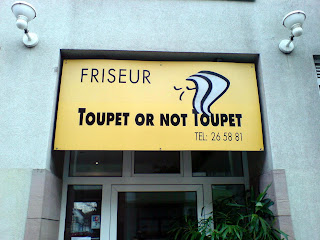 FRISEUR
TOUPET OR NOT TOUPET
TEL: 26 58 81